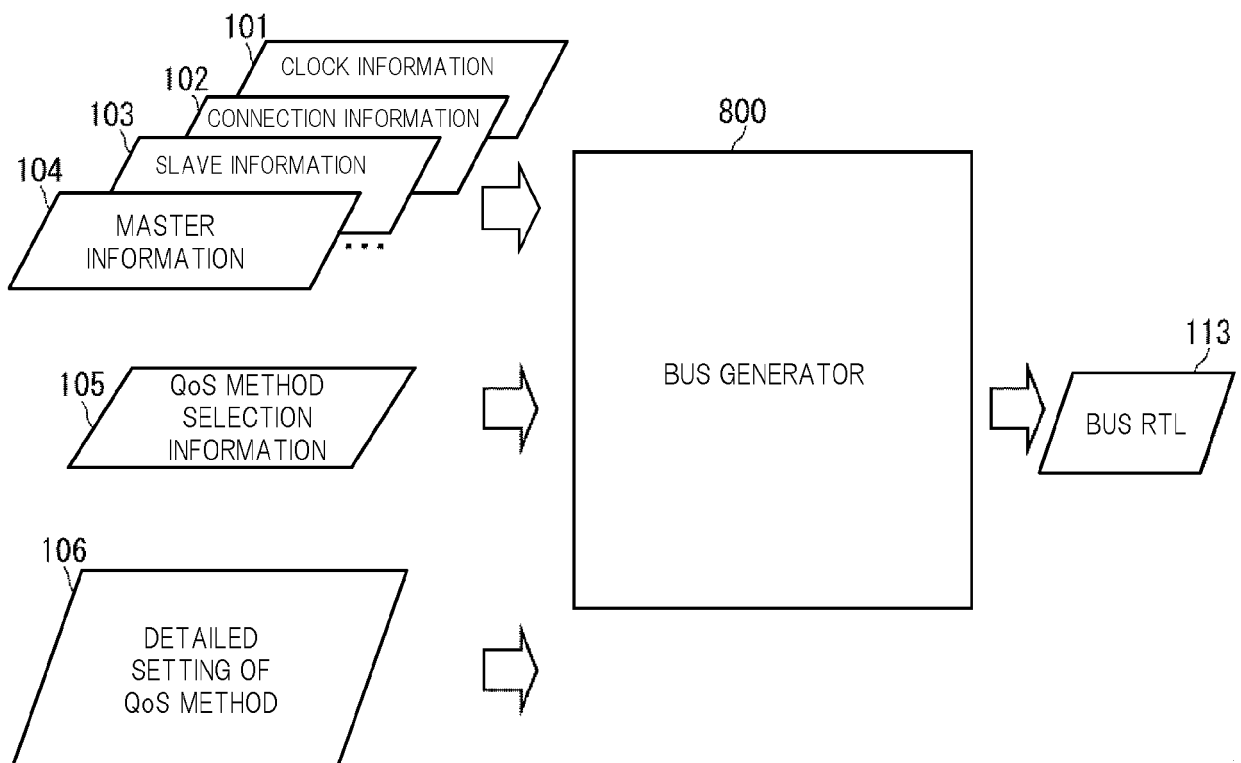 101
CLOCK INFORMATION
102
CONNECTION INFORMATION
103
SLAVE INFORMATION
104
MASTER
INFORMATION
...
800
BUS GENERATOR
105
QoS METHOD
SELECTION
INFORMATION
113
BUS RTL
106
DETAILED
SETTING OF
QoS METHOD